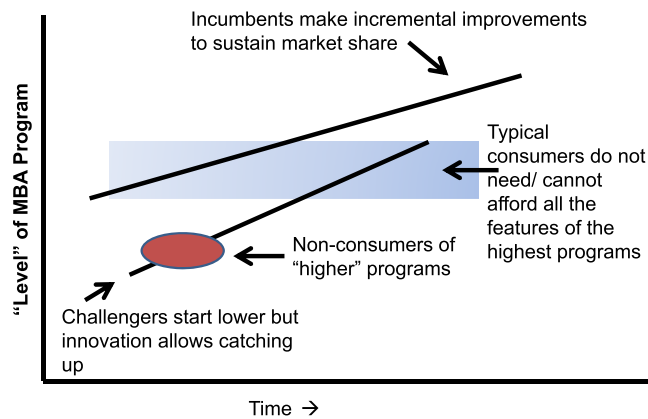 Incumbents make incremental improvements
to sustain market share
"Level" of MBA Program
Typical
consumers do not
need/ cannot
afford all the
features of the
highest programs
Non-consumers of
"higher" programs
Challengers start lower but
innovation allows catching
up
Time →